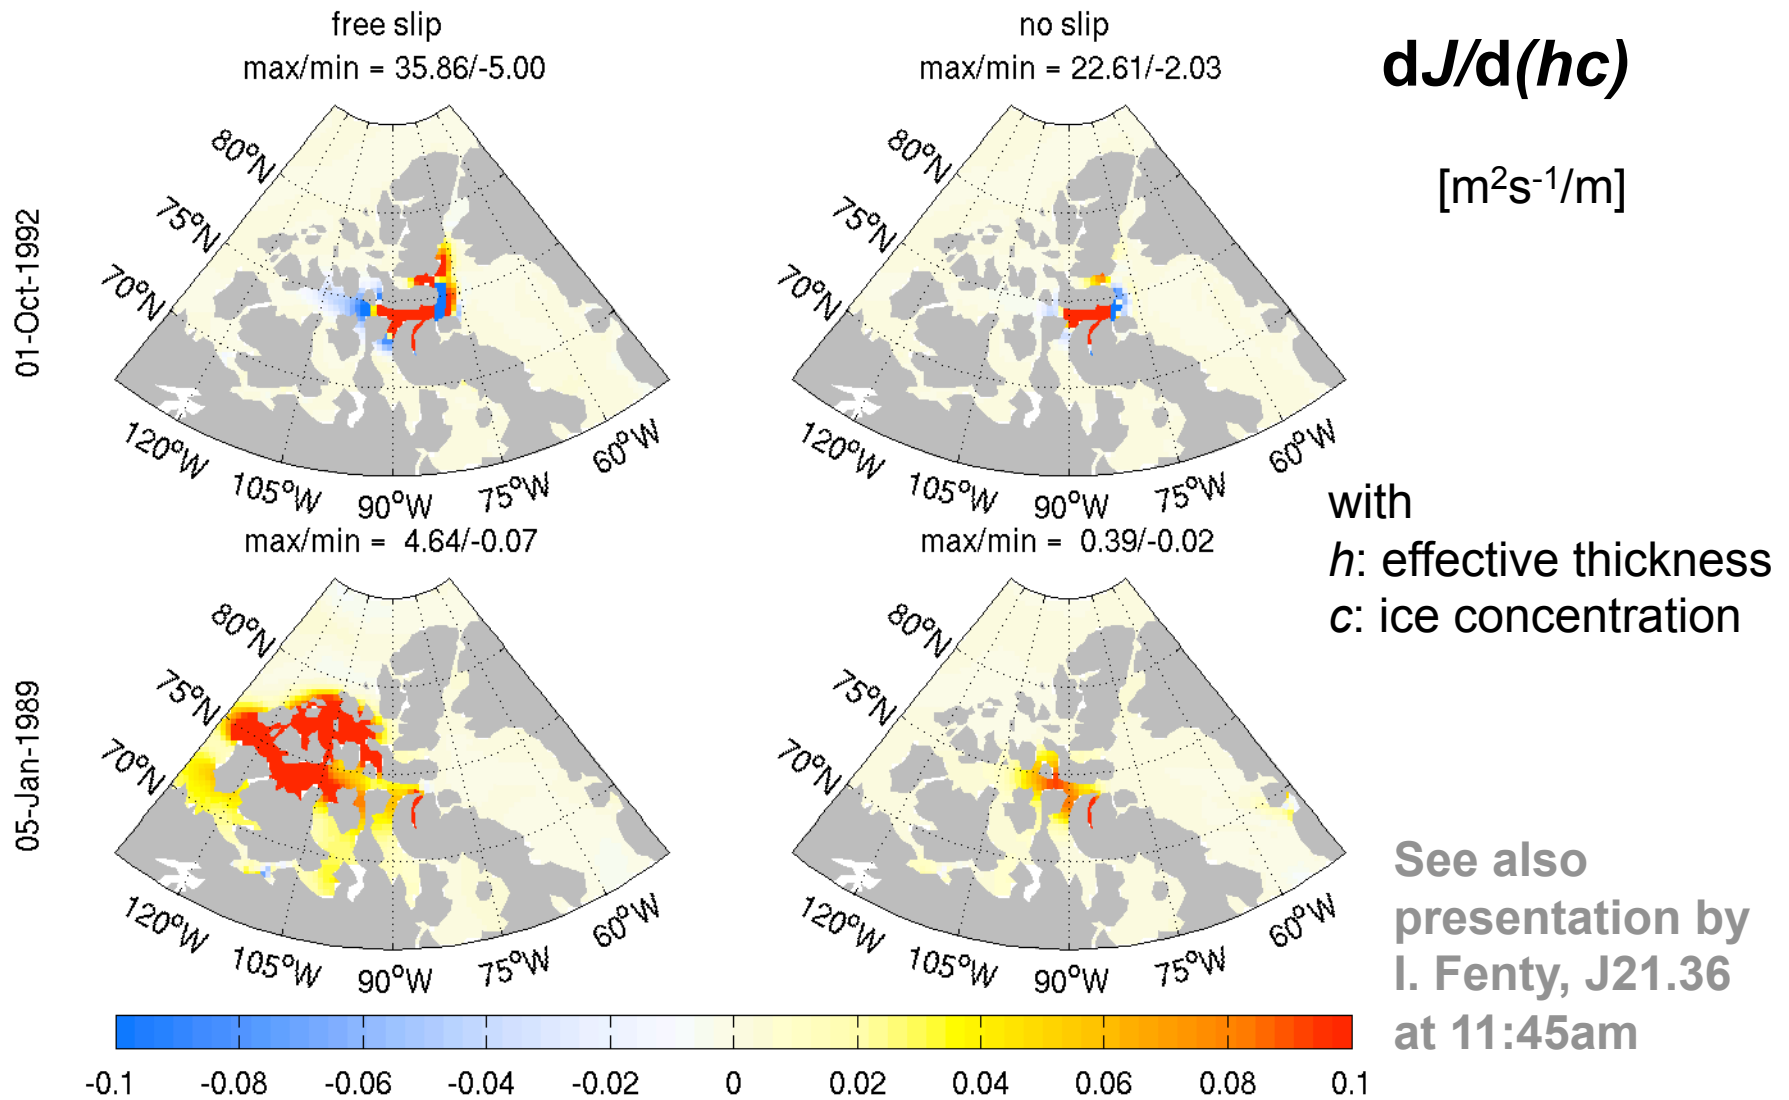 free slip
max/min = 35.86/-5.00
no slip
max/min = 22.61/-2.03
dJ/d(hc)
[m²s⁻¹/m]
01-Oct-1992
80°N
75°N
70°N
120°W
105°W
90°W
75°W
60°W
80°N
75°N
70°N
120°W
105°W
90°W
75°W
60°W
with
h: effective thickness
c: ice concentration
max/min = 4.64/-0.07
max/min = 0.39/-0.02
05-Jan-1989
80°N
75°N
70°N
120°W
105°W
90°W
75°W
60°W
80°N
75°N
70°N
120°W
105°W
90°W
75°W
60°W
See also
presentation by
I. Fenty, J21.36
at 11:45am
-0.1 -0.08 -0.06 -0.04 -0.02 0 0.02 0.04 0.06 0.08 0.1